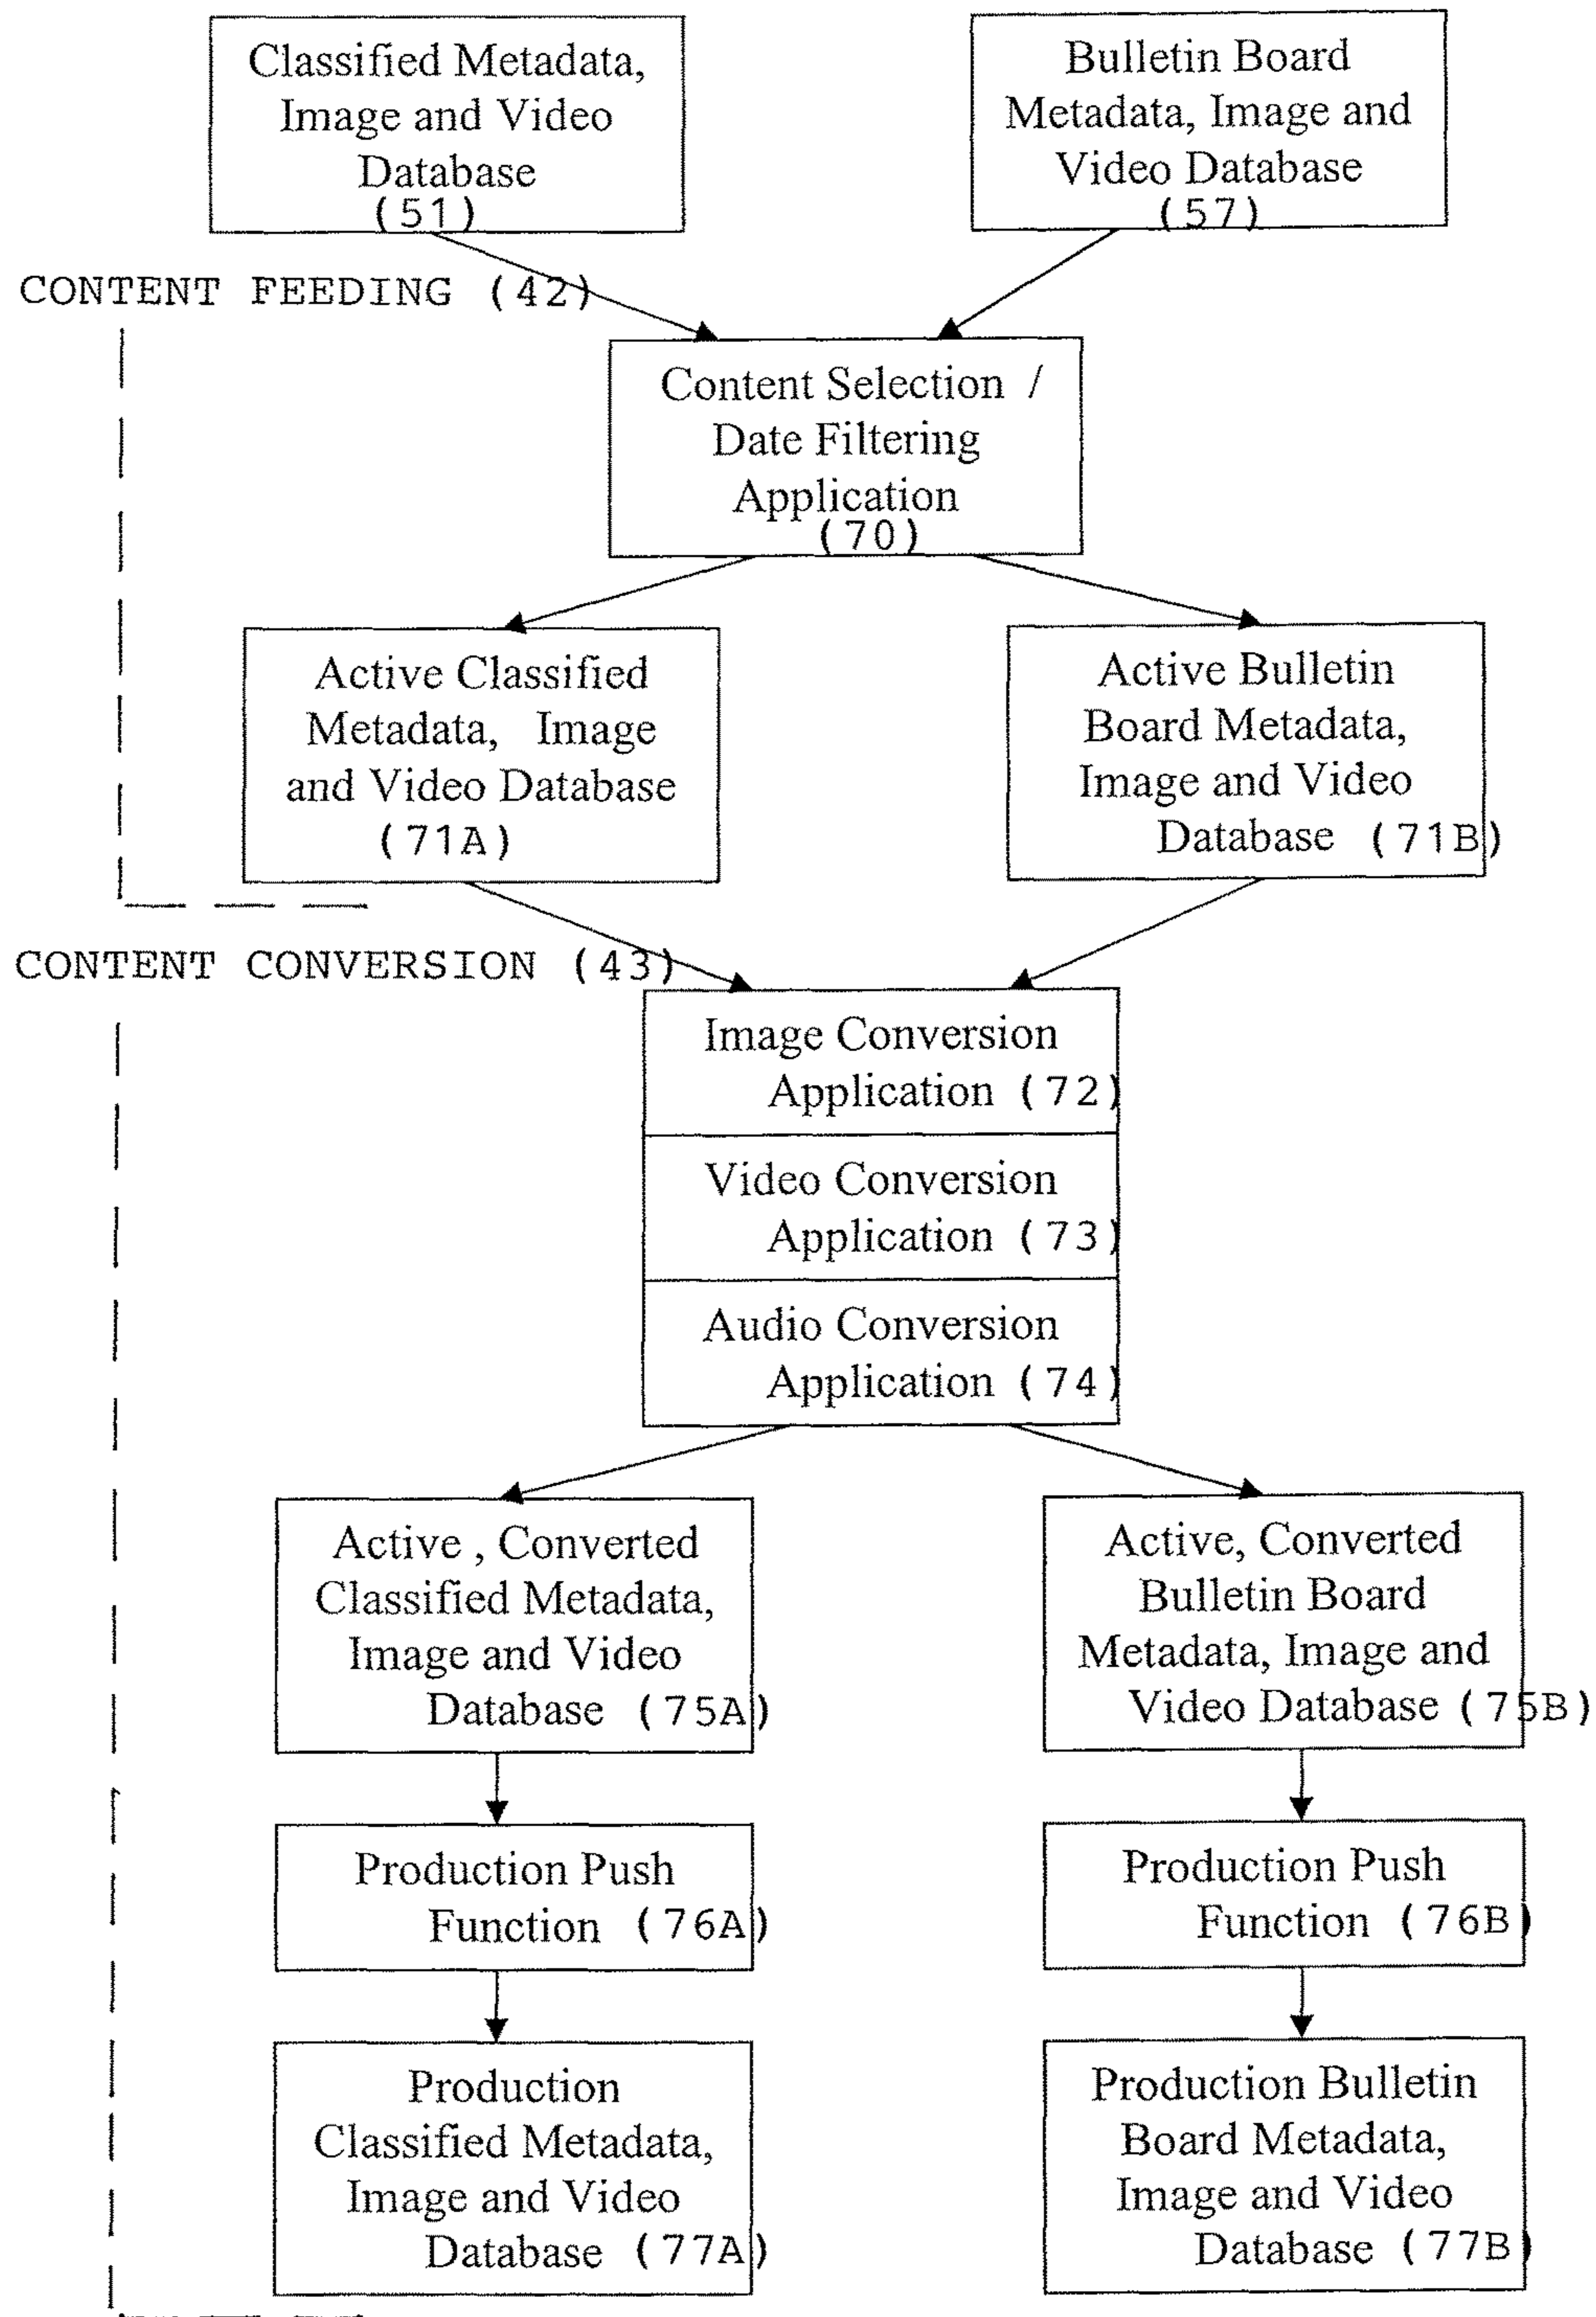 Classified Metadata,
Image and Video
Database
(51)
Bulletin Board
Metadata, Image and
Video Database
(57)
CONTENT FEEDING (42)
Content Selection /
Date Filtering
Application
(70)
Active Classified
Metadata, Image
and Video Database
(71A)
Active Bulletin
Board Metadata,
Image and Video
Database (71B)
CONTENT CONVERSION (43)
Image Conversion
Application (72)
Video Conversion
Application (73)
Audio Conversion
Application (74)
Active , Converted
Classified Metadata,
Image and Video
Database (75A)
Active, Converted
Bulletin Board
Metadata, Image and
Video Database (75B)
Production Push
Function (76A)
Production Push
Function (76B)
Production
Classified Metadata,
Image and Video
Database (77A)
Production Bulletin
Board Metadata,
Image and Video
Database (77B)